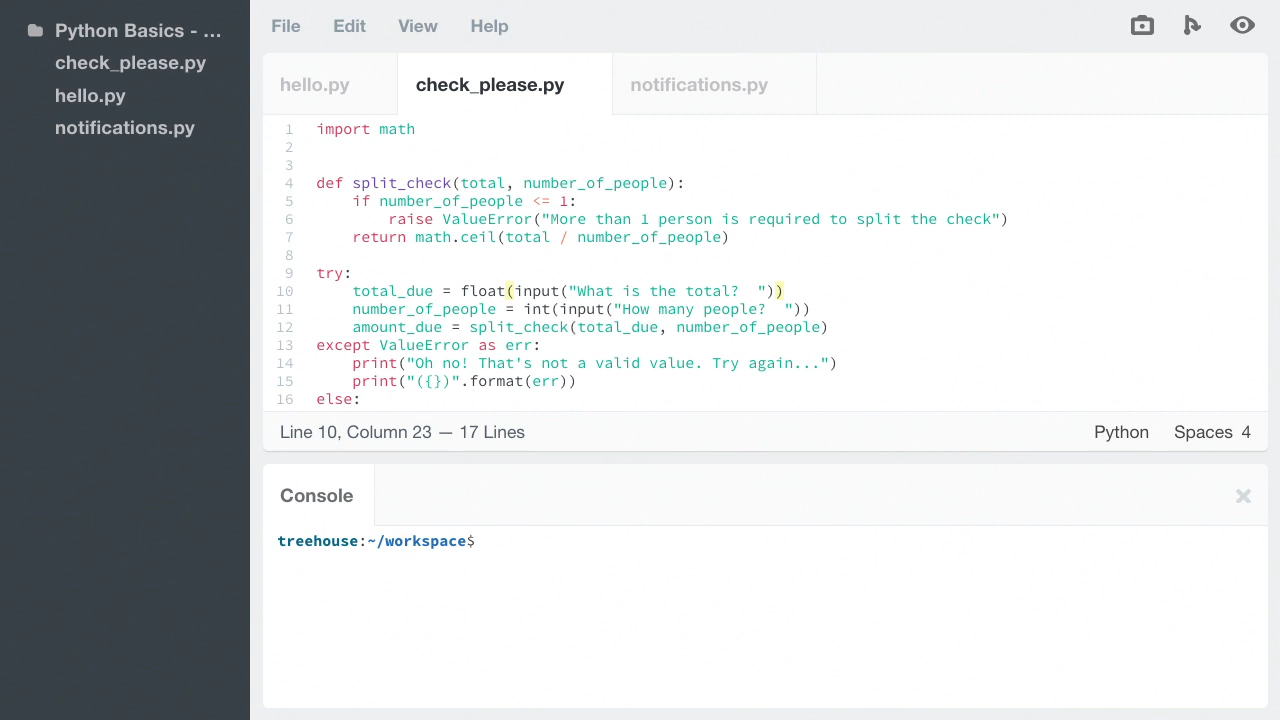 Python Basics - ...
check_please.py
hello.py
notifications.py
File Edit View Help
hello.py check_please.py notifications.py
1 import math
2
3
4 def split_check(total, number_of_people):
5     if number_of_people <= 1:
6         raise ValueError("More than 1 person is required to split the check")
7     return math.ceil(total / number_of_people)
8
9 try:
10     total_due = float(input("What is the total?  "))
11     number_of_people = int(input("How many people?  "))
12     amount_due = split_check(total_due, number_of_people)
13 except ValueError as err:
14     print("Oh no! That's not a valid value. Try again...")
15     print("({})".format(err))
16 else:
Line 10, Column 23 — 17 Lines Python Spaces 4
Console
treehouse:~/workspace$